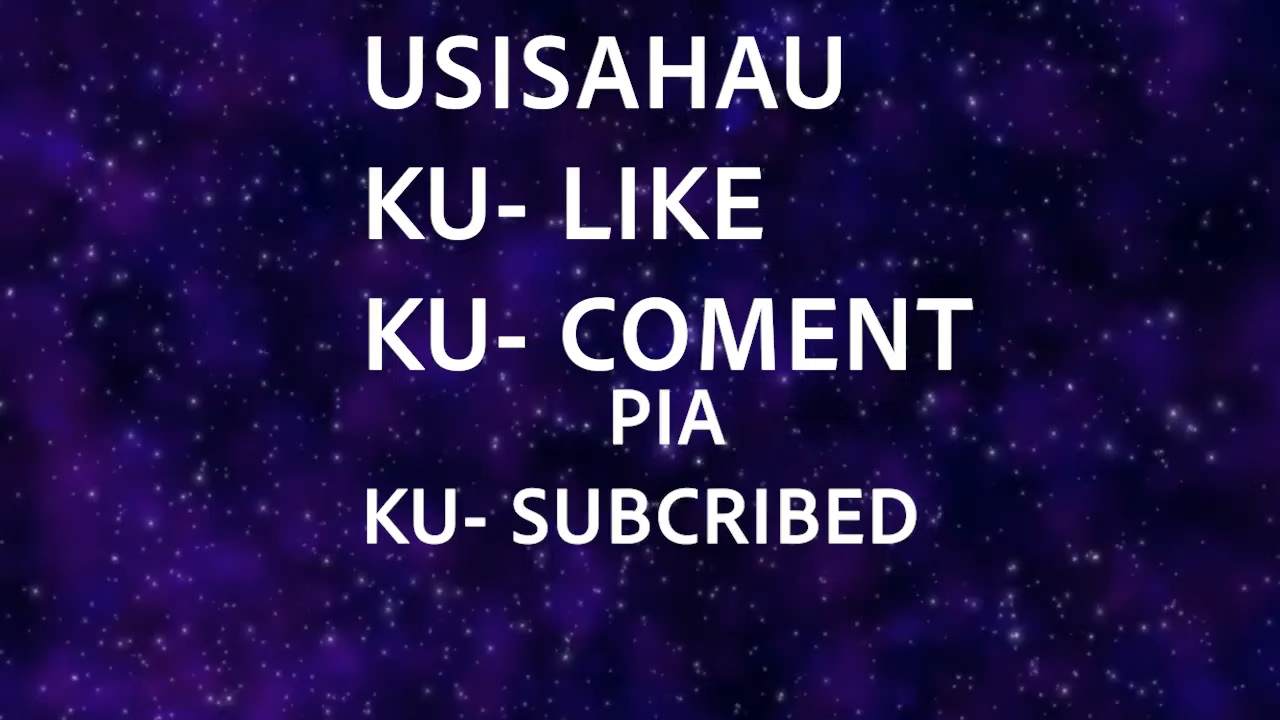 USISAHAU
KU- LIKE
KU- COMENT
PIA
KU- SUBCRIBED